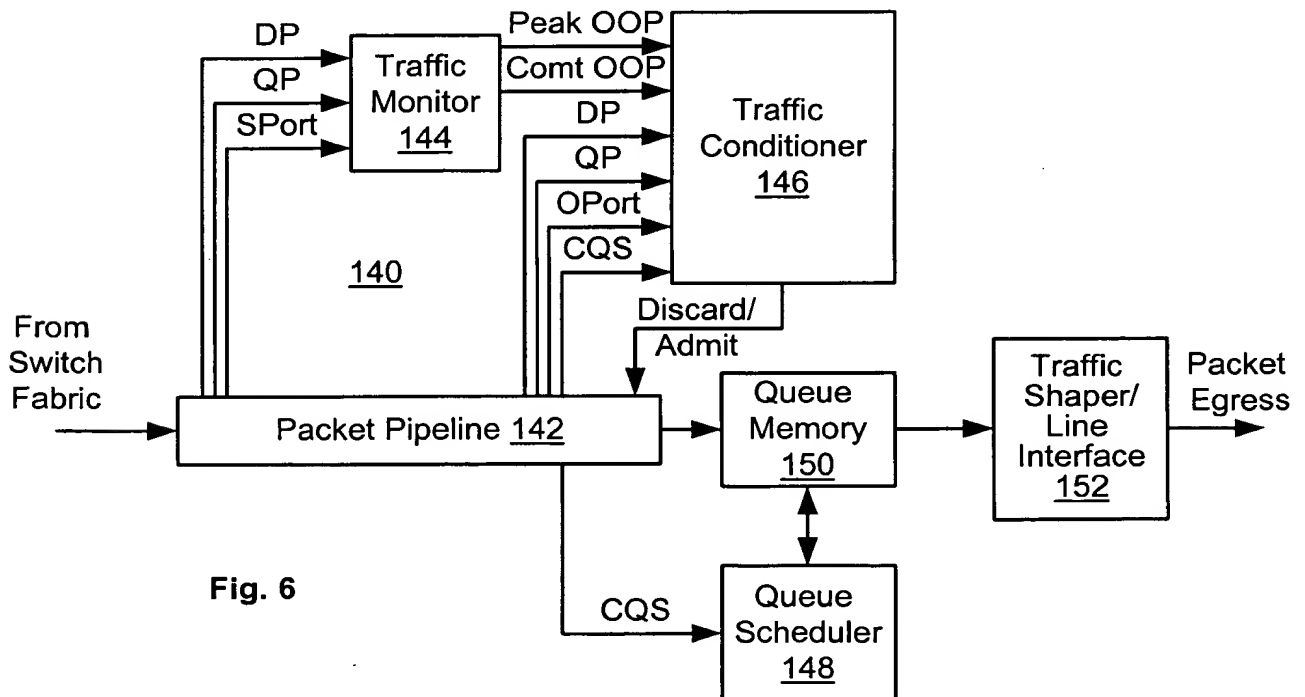 DP
QP
SPort
Traffic
Monitor
144
Peak OOP
Comt OOP
DP
QP
OPort
CQS
Traffic
Conditioner
146
140
Discard/
Admit
From
Switch
Fabric
Packet Pipeline 142
Queue
Memory
150
Traffic
Shaper/
Line
Interface
152
Packet
Egress
Fig. 6
CQS
Queue
Scheduler
148